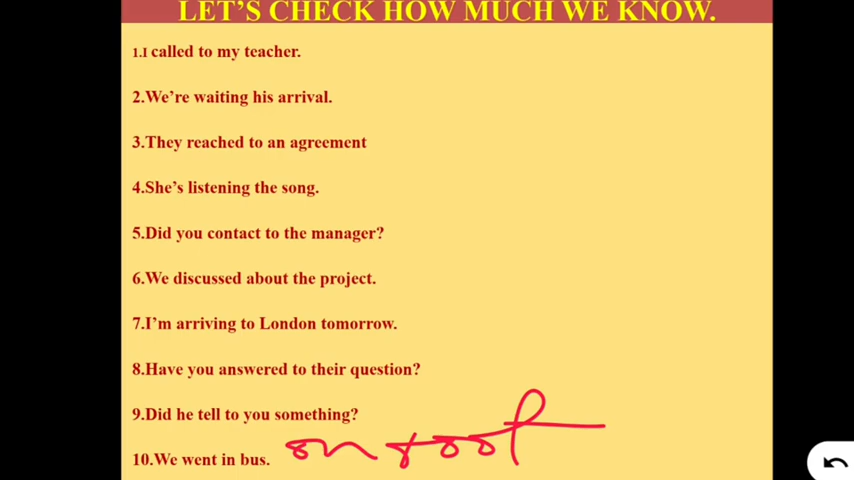 LET'S CHECK HOW MUCH WE KNOW.
1.I called to my teacher.
2.We're waiting his arrival.
3.They reached to an agreement
4.She's listening the song.
5.Did you contact to the manager?
6.We discussed about the project.
7.I'm arriving to London tomorrow.
8.Have you answered to their question?
9.Did he tell to you something?
10.We went in bus. on roof